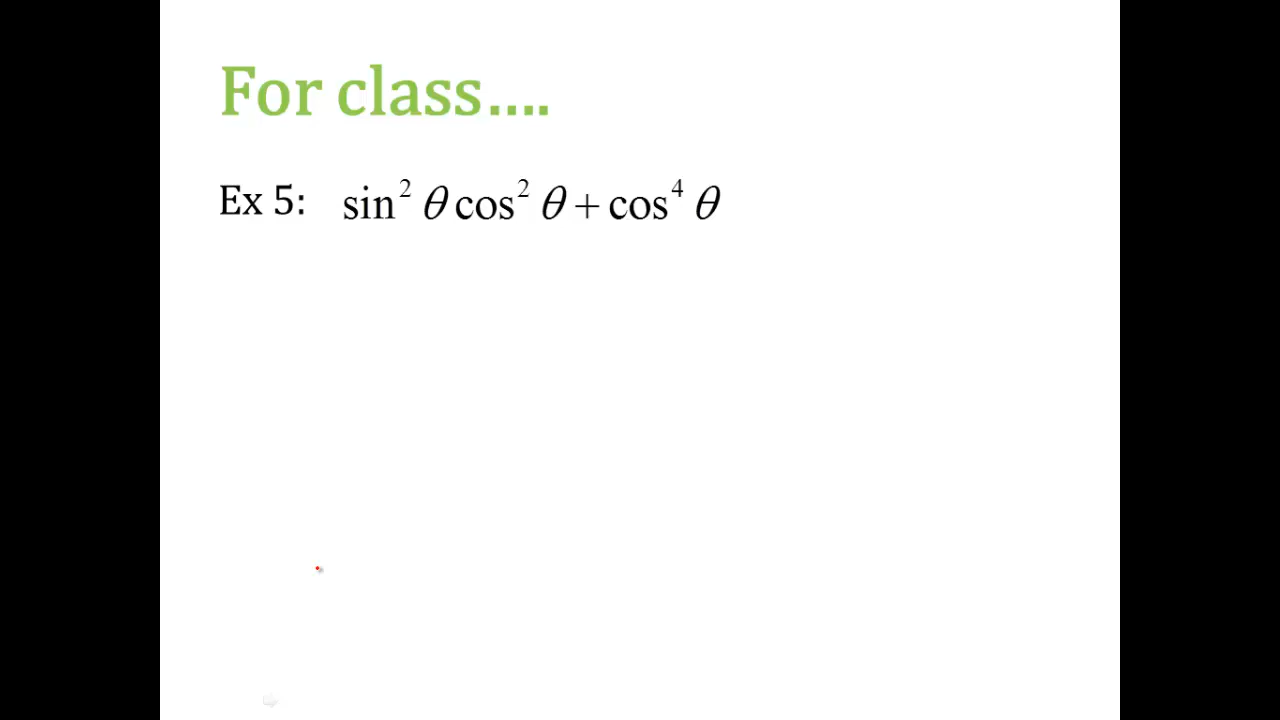 For class....
Ex 5: sin² θ cos² θ + cos⁴ θ